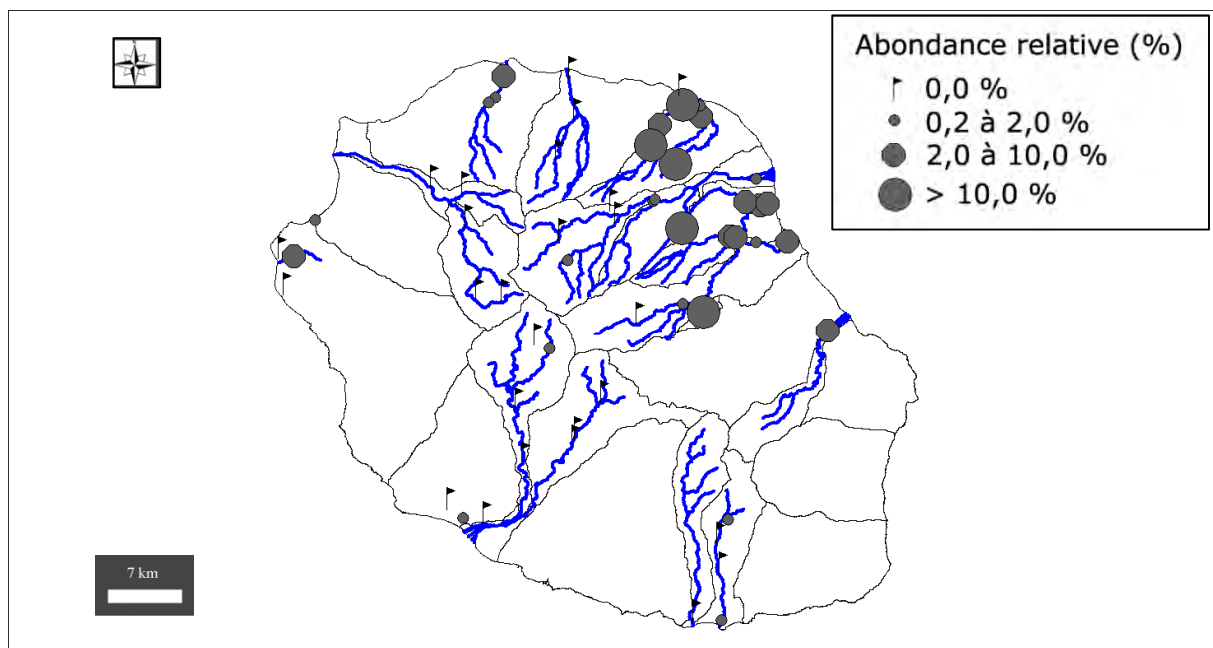 Abondance relative (%)
0,0 %
0,2 à 2,0 %
2,0 à 10,0 %
> 10,0 %
7 km